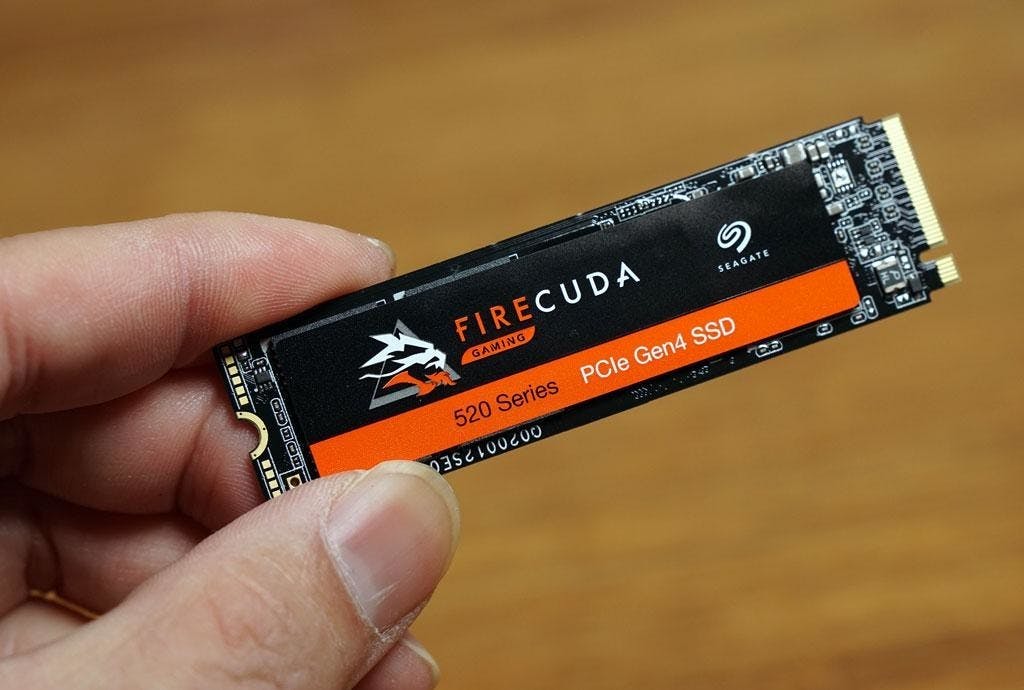 FIRECUDA
GAMING
SEAGATE
520 Series
PCIe Gen4 SSD